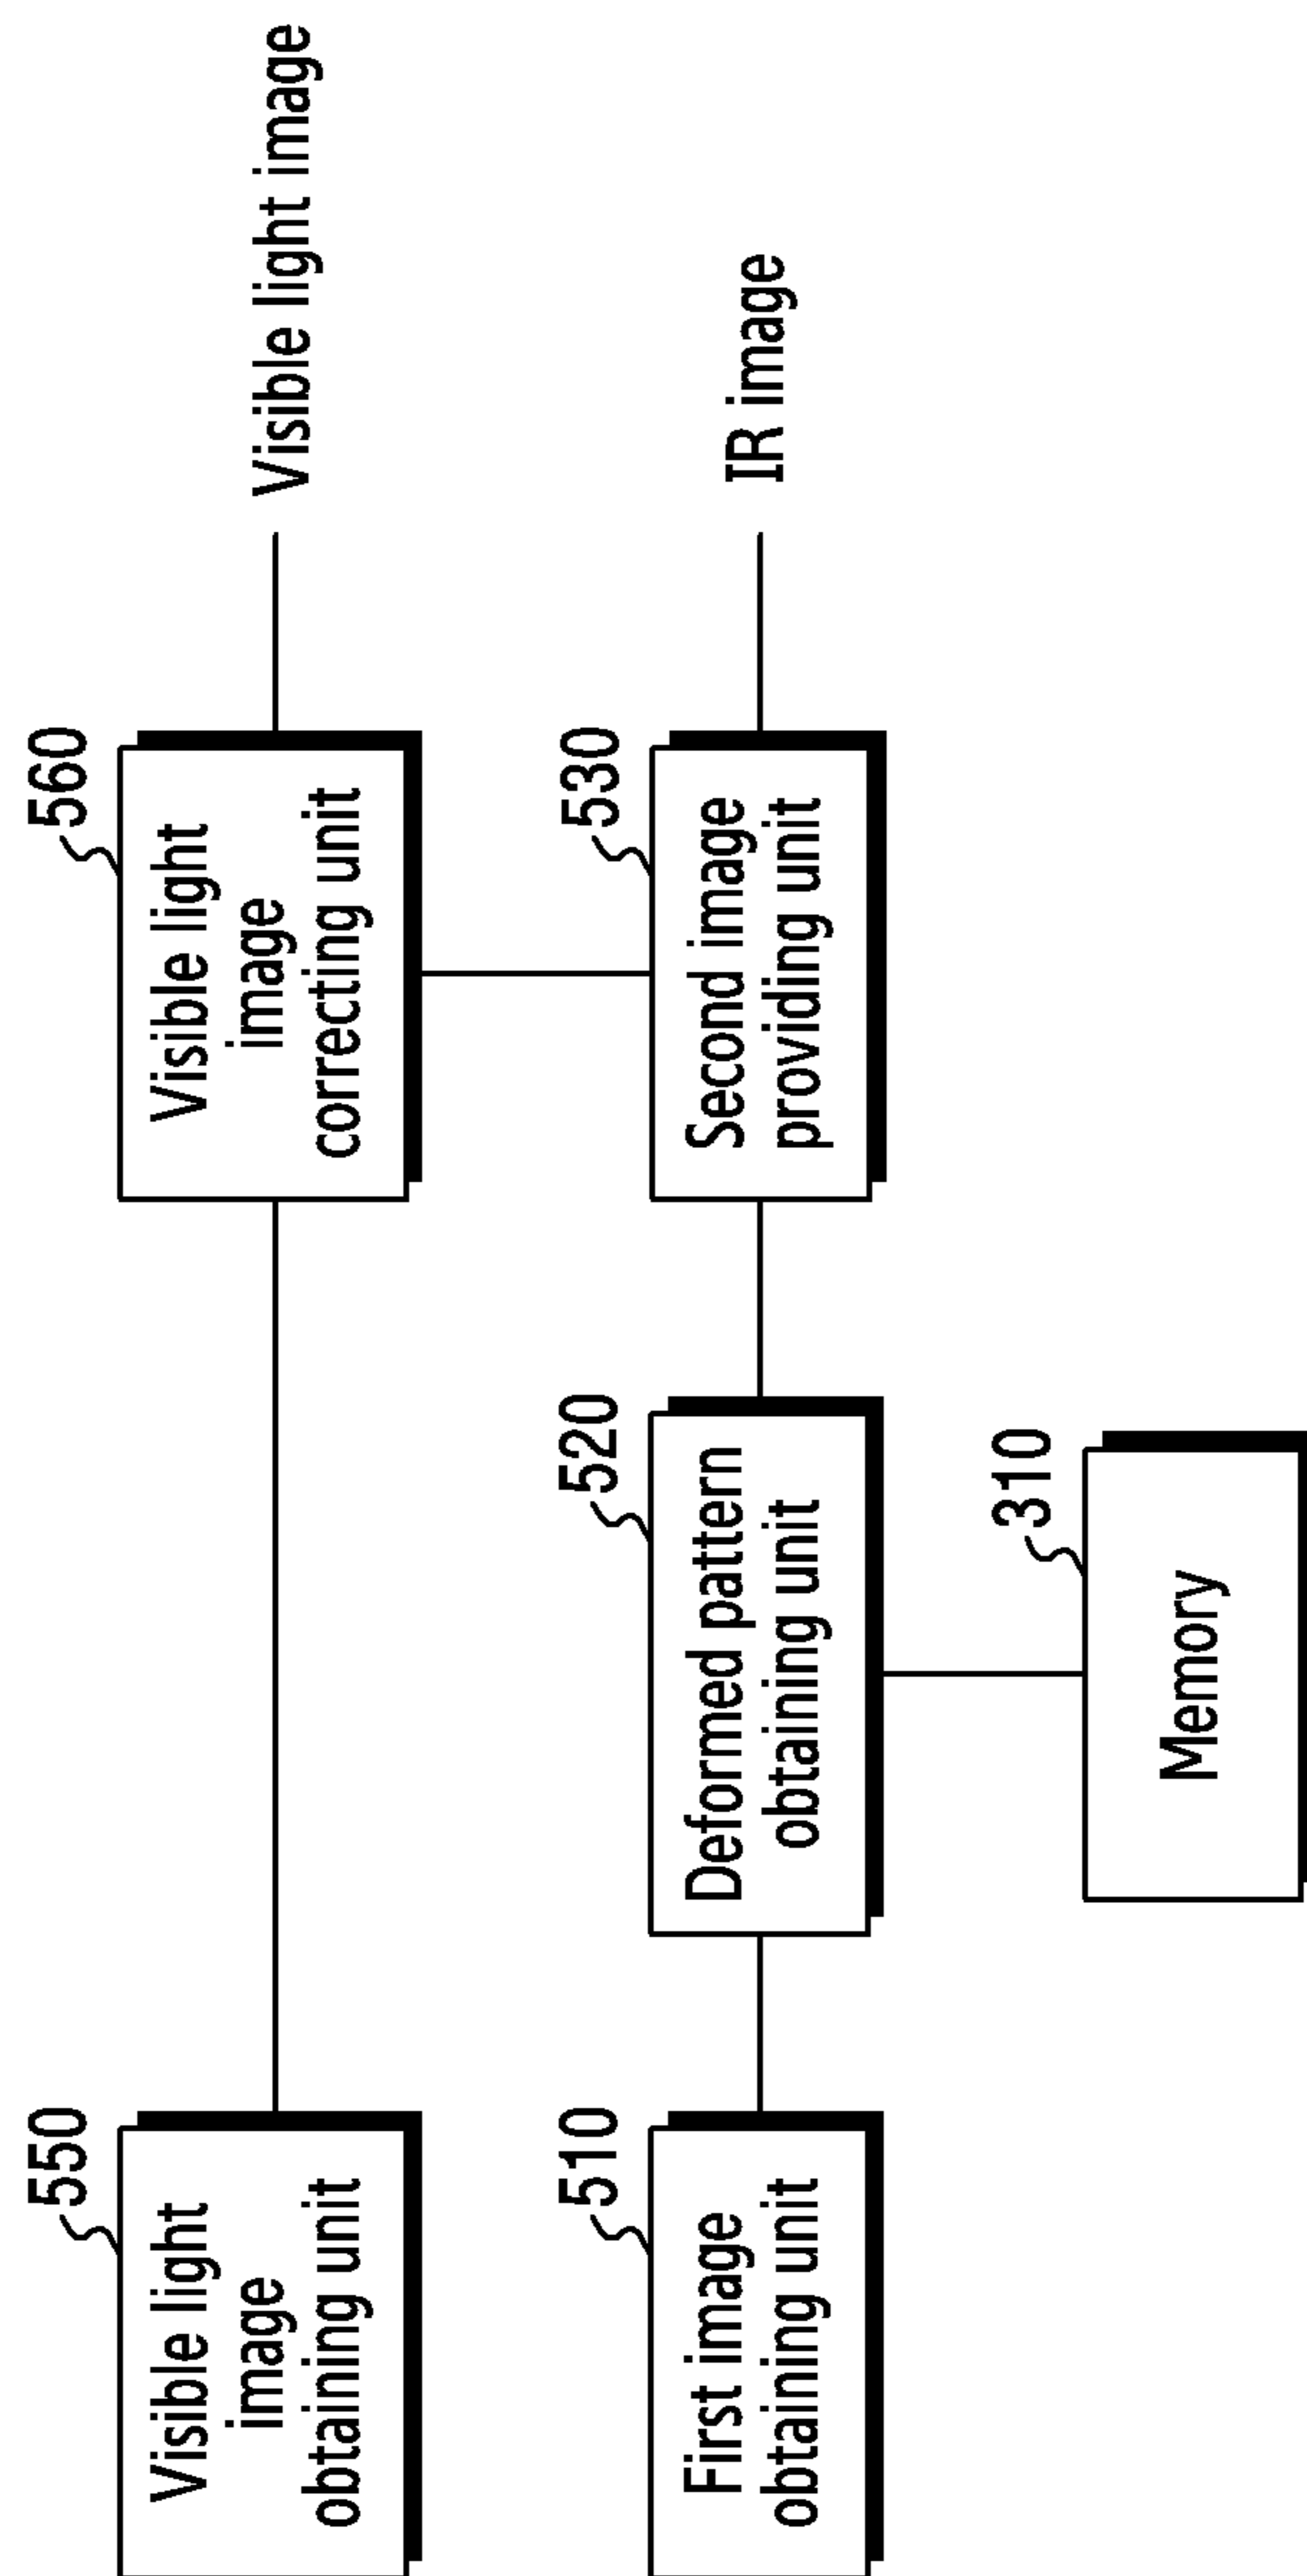 550
Visible light
image
obtaining unit
560
Visible light
image
correcting unit
Visible light image
510
First image
obtaining unit
520
Deformed pattern
obtaining unit
530
Second image
providing unit
IR image
310
Memory